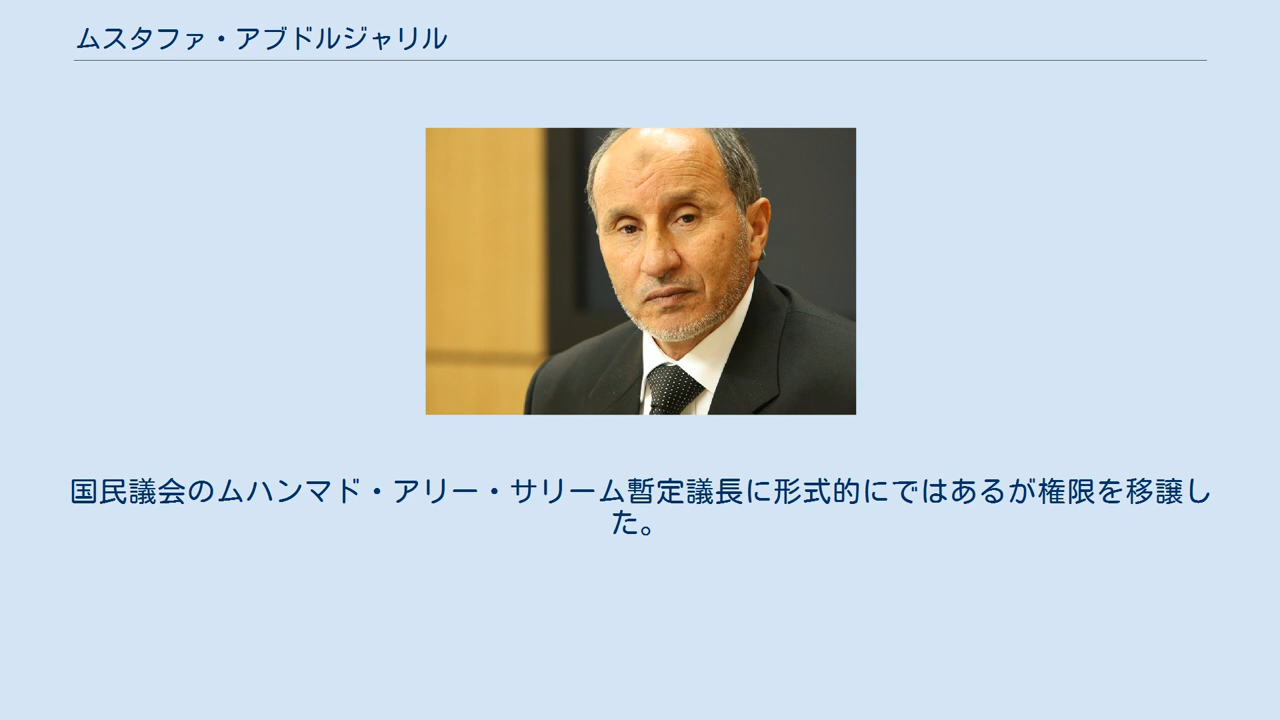 ムスタファ・アブドルジャリル
国民議会のムハンマド・アリー・サリーム暫定議長に形式的にではあるが権限を移譲し
た。